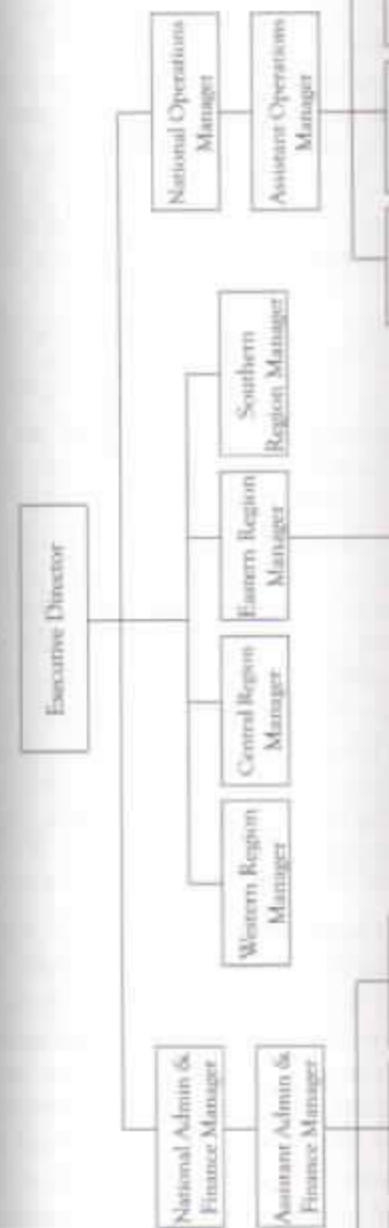 Executive Director
National Admin &
Finance Manager
Western Region
Manager
Central Region
Manager
Eastern Region
Manager
Southern
Region Manager
National Operations
Manager
Assistant Admin &
Finance Manager
Assistant Operations
Manager